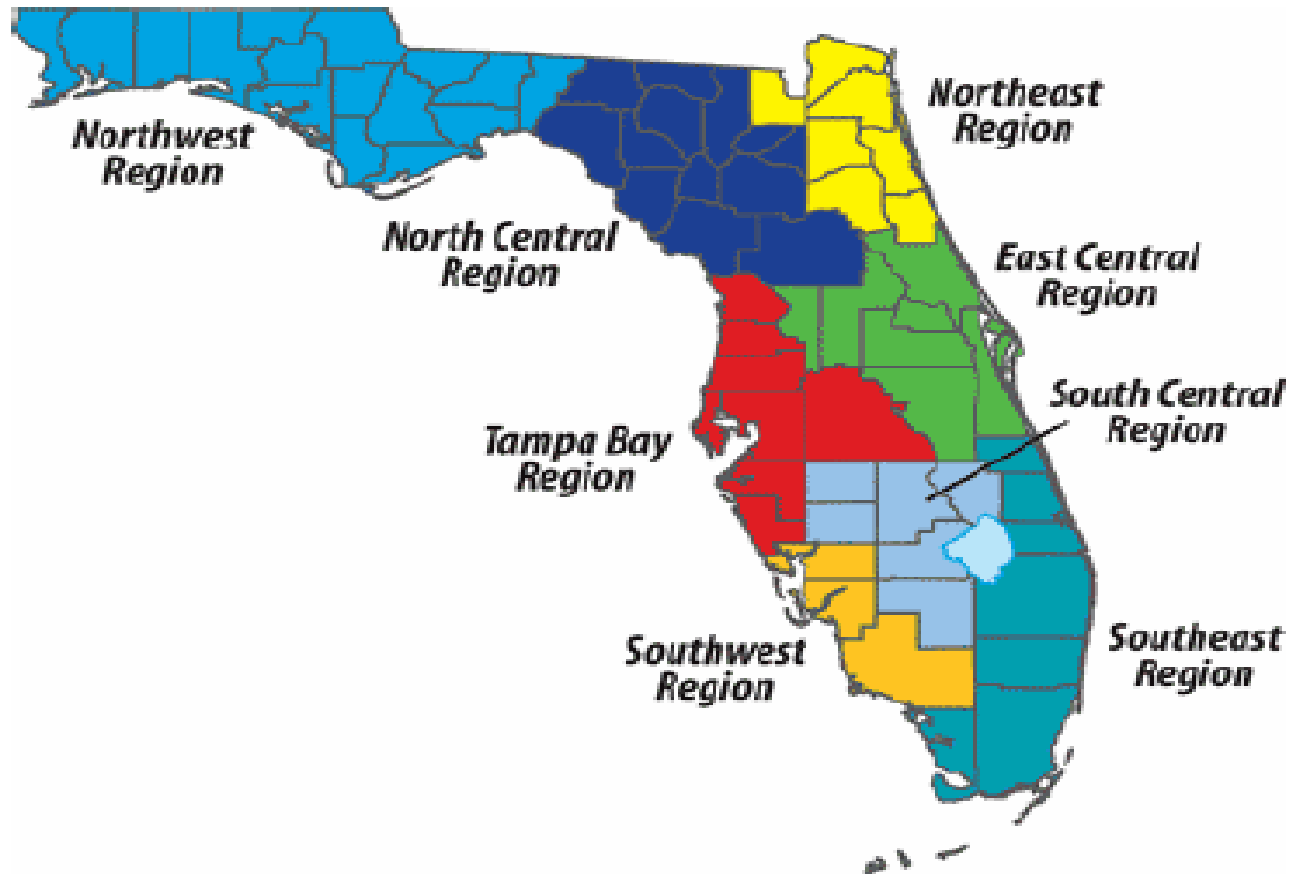 Northeast
Region
Northwest
Region
North Central
Region
East Central
Region
South Central
Region
Tampa Bay
Region
Southwest
Region
Southeast
Region